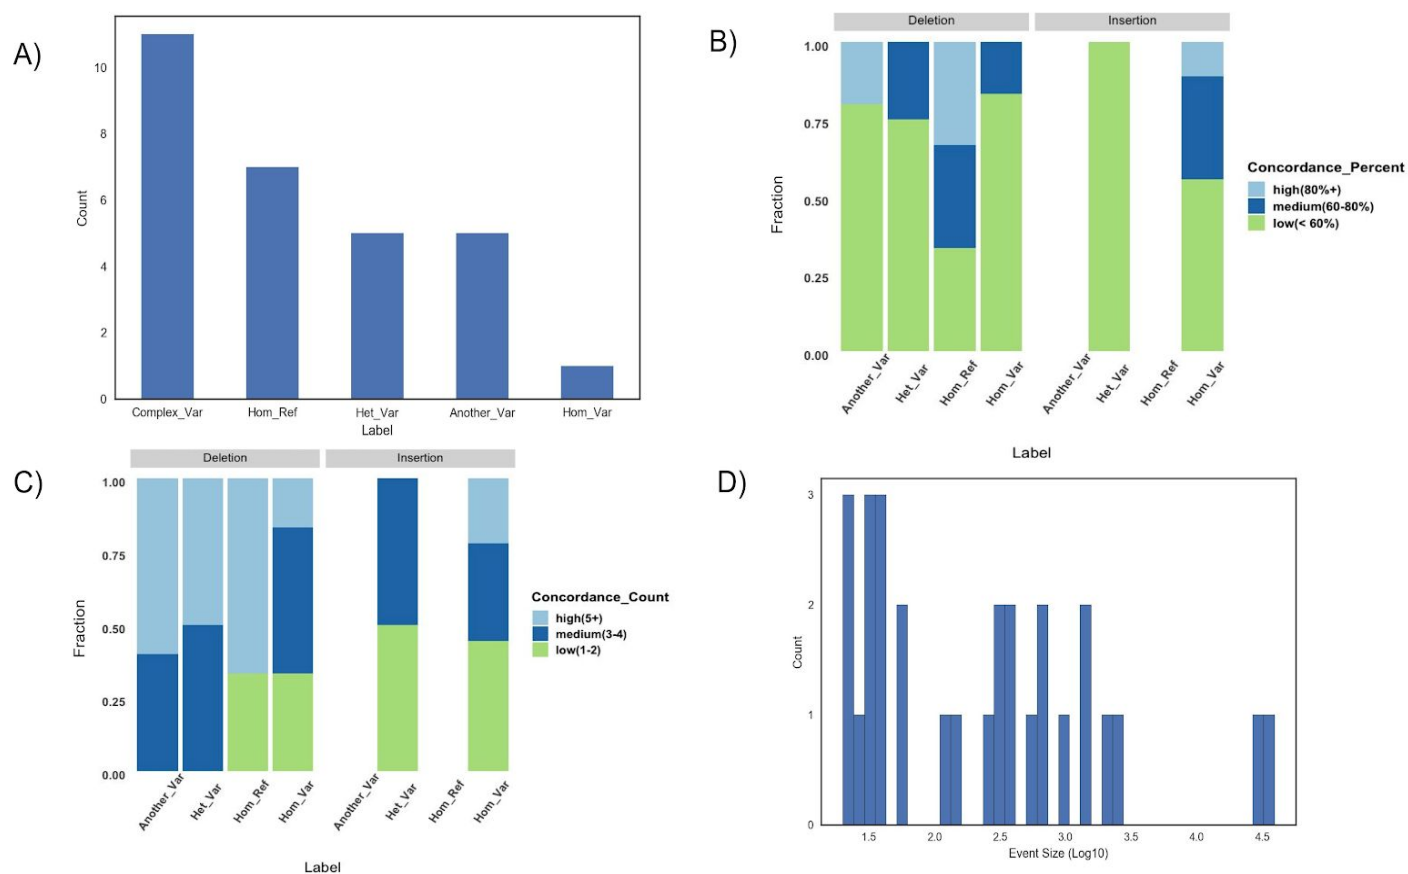 A)
10
8
6
4
2
0
Count
Complex_Var Hom_Ref Het_Var Another_Var Hom_Var
Label
B)
Deletion Insertion
1.00
0.75
0.50
0.25
0.00
Fraction
Another_Var Het_Var Hom_Ref Hom_Var Another_Var Het_Var Hom_Ref Hom_Var
Label
Concordance_Percent
high(80%+)
medium(60-80%)
low(< 60%)
C)
Deletion Insertion
1.00
0.75
0.50
0.25
0.00
Fraction
Another_Var Het_Var Hom_Ref Hom_Var Another_Var Het_Var Hom_Ref Hom_Var
Label
Concordance_Count
high(5+)
medium(3-4)
low(1-2)
D)
3
2
1
0
Count
1.5 2.0 2.5 3.0 3.5 4.0 4.5
Event Size (Log10)